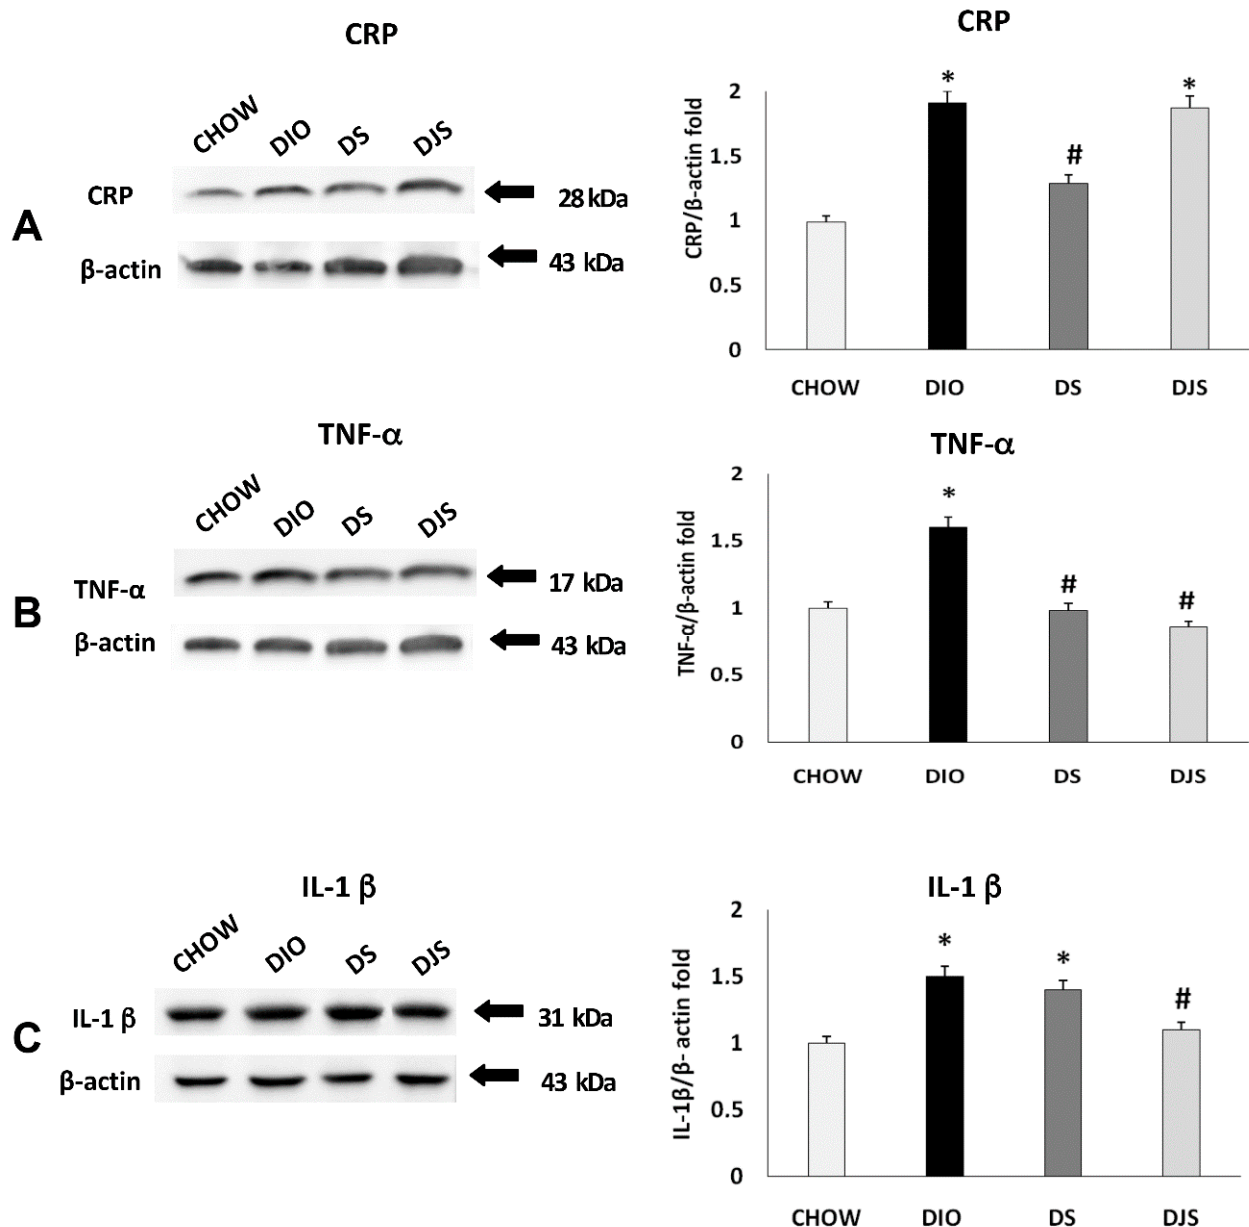 CRP
CHOW DIO DS DJS
CRP
28 kDa
A
β-actin
43 kDa
CRP
CRP/β-actin fold
2
*
*
1.5
#
1
0.5
0
CHOW DIO DS DJS
TNF-α
CHOW DIO DS DJS
TNF-α
17 kDa
B
β-actin
43 kDa
TNF-α
TNF-α/β-actin fold
2
*
1.5
#
#
1
0.5
0
CHOW DIO DS DJS
IL-1 β
CHOW DIO DS DJS
IL-1 β
31 kDa
C
β-actin
43 kDa
IL-1 β
IL-1β/β- actin fold
2
*
*
1.5
#
1
0.5
0
CHOW DIO DS DJS